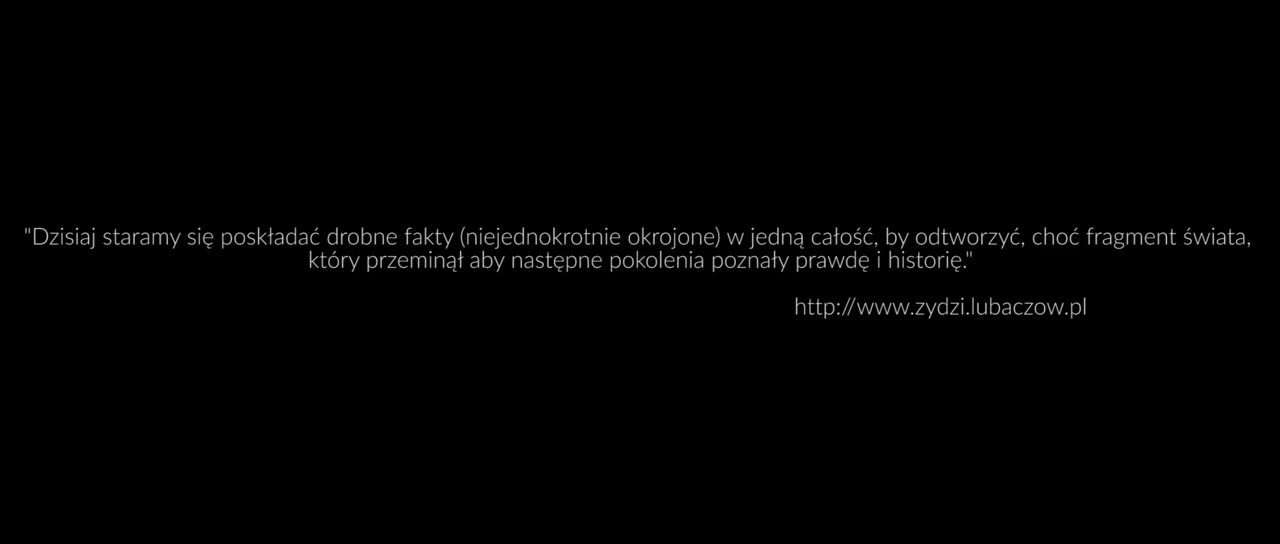 "Dzisiaj staramy się poskładać drobne fakty (niejednokrotnie okrojone) w jedną całość, by odtworzyć, choć fragment świata,
który przeminął aby następne pokolenia poznały prawdę i historię."
http://www.zydzi.lubaczow.pl